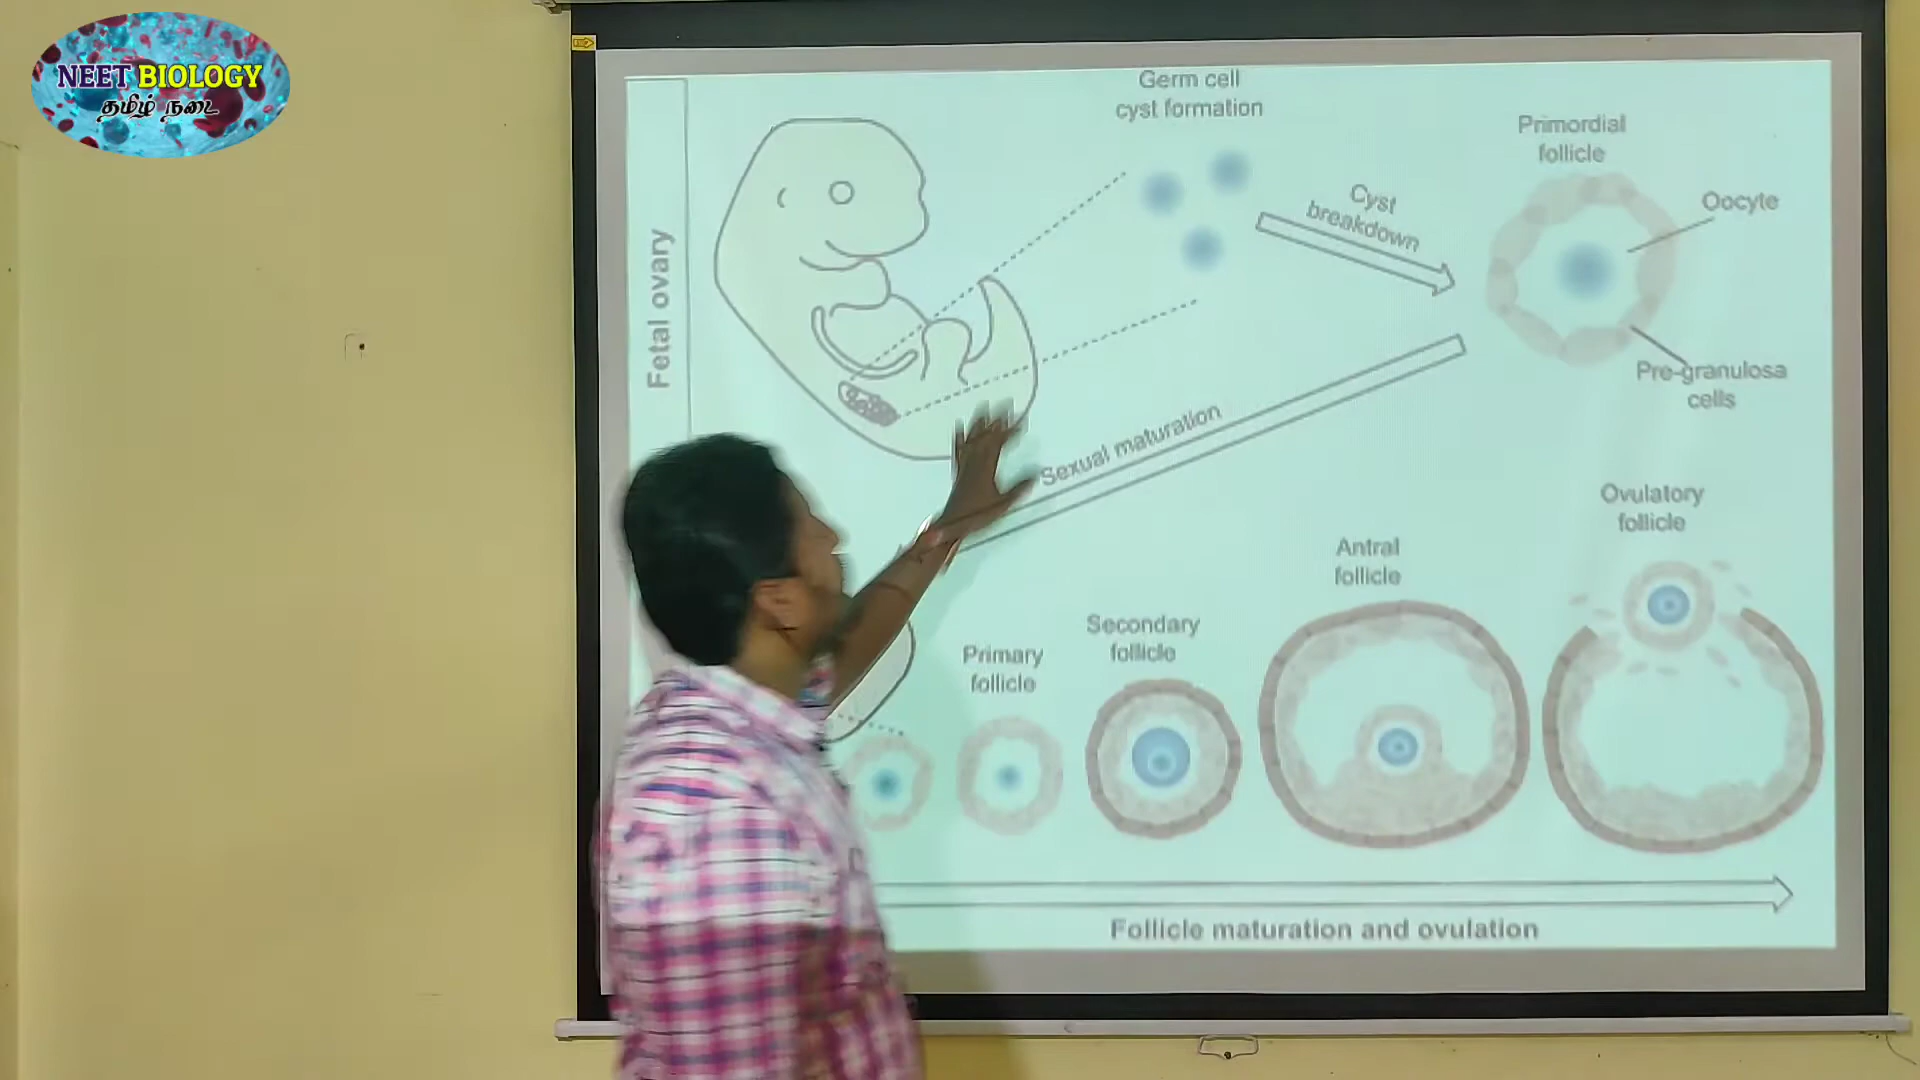 NEET BIOLOGY
தமிழ் நடை
Germ cell
cyst formation
Primordial
follicle
Cyst
breakdown
Oocyte
Fetal ovary
Pre-granulosa
cells
Sexual maturation
Ovulatory
follicle
Antral
follicle
Secondary
follicle
Primary
follicle
Follicle maturation and ovulation